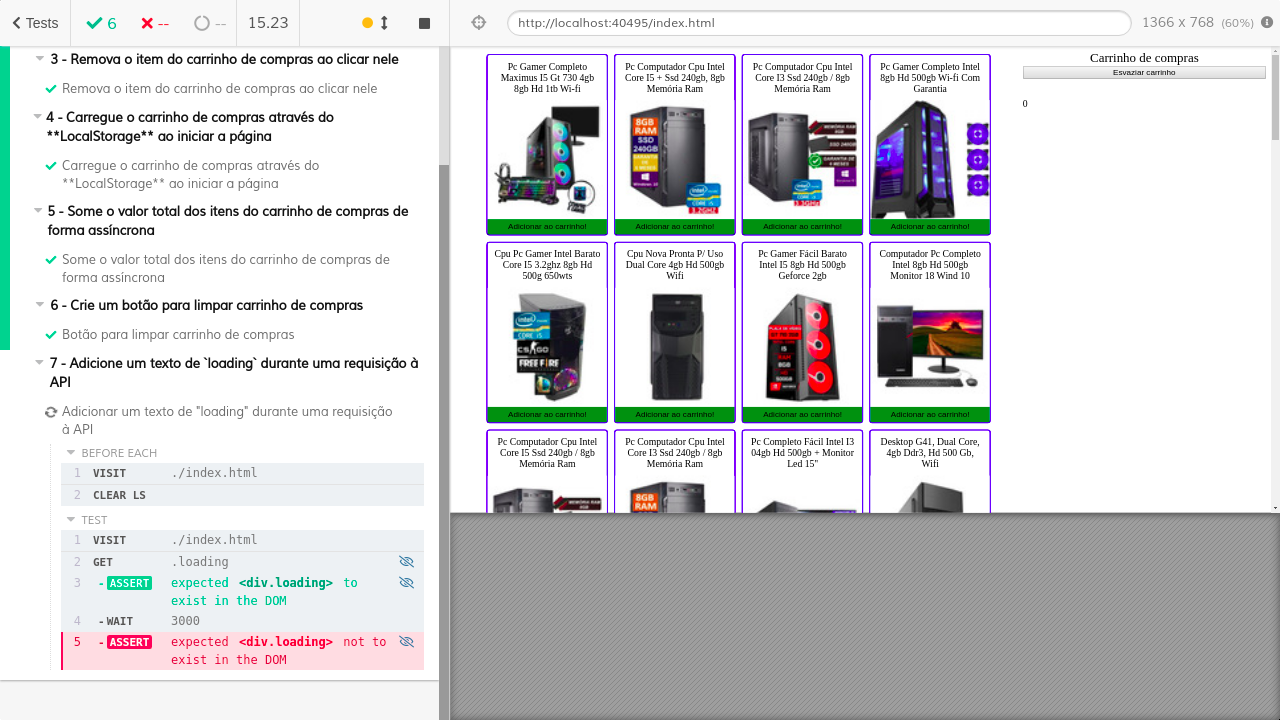 Tests
6
--
--
15.23
3 - Remova o item do carrinho de compras ao clicar nele
Remova o item do carrinho de compras ao clicar nele
4 - Carregue o carrinho de compras através do
**LocalStorage** ao iniciar a página
Carregue o carrinho de compras através do
**LocalStorage** ao iniciar a página
5 - Some o valor total dos itens do carrinho de compras de
forma assíncrona
Some o valor total dos itens do carrinho de compras de
forma assíncrona
6 - Crie um botão para limpar carrinho de compras
Botão para limpar carrinho de compras
7 - Adicione um texto de `loading` durante uma requisição à
API
Adicionar um texto de "loading" durante uma requisição
à API
BEFORE EACH
1 VISIT ./index.html
2 CLEAR LS
TEST
1 VISIT ./index.html
2 GET .loading
3 -ASSERT expected <div.loading> to
exist in the DOM
4 -WAIT 3000
5 -ASSERT expected <div.loading> not to
exist in the DOM
http://localhost:40495/index.html
1366 x 768 (60%)
Pc Gamer Completo
Maximus I5 Gt 730 4gb
8gb Hd 1tb Wi-fi
Adicionar ao carrinho!
Pc Computador Cpu Intel
Core I5 + Ssd 240gb, 8gb
Memória Ram
8GB
RAM
SSD
240GB
Adicionar ao carrinho!
Pc Computador Cpu Intel
Core I3 Ssd 240gb / 8gb
Memória Ram
Adicionar ao carrinho!
Pc Completo Intel
8gb Hd 500gb Wi-fi Com
Garantia
Adicionar ao carrinho!
Cpu Pc Gamer Intel Barato
Core I5 3.2ghz 8gb Hd
500g 650wts
intel
CORE i5
CS:GO
FREE FIRE
Adicionar ao carrinho!
Cpu Nova Pronta P/ Uso
Dual Core 4gb Hd 500gb
Wifi
Adicionar ao carrinho!
Pc Gamer Fácil Barato
Intel I5 8gb Hd 500gb
Geforce 2gb
Adicionar ao carrinho!
Computador Pc Completo
Intel 8gb Hd 500gb
Monitor 18 Wind 10
Adicionar ao carrinho!
Pc Computador Cpu Intel
Core I5 Ssd 240gb / 8gb
Memória Ram
Pc Computador Cpu Intel
Core I3 Ssd 240gb / 8gb
Memória Ram
8GB
RAM
Pc Completo Fácil Intel I3
04gb Hd 500gb + Monitor
Led 15"
Desktop G41, Dual Core,
4gb Ddr3, Hd 500 Gb,
Wifi
Carrinho de compras
Esvaziar carrinho
0